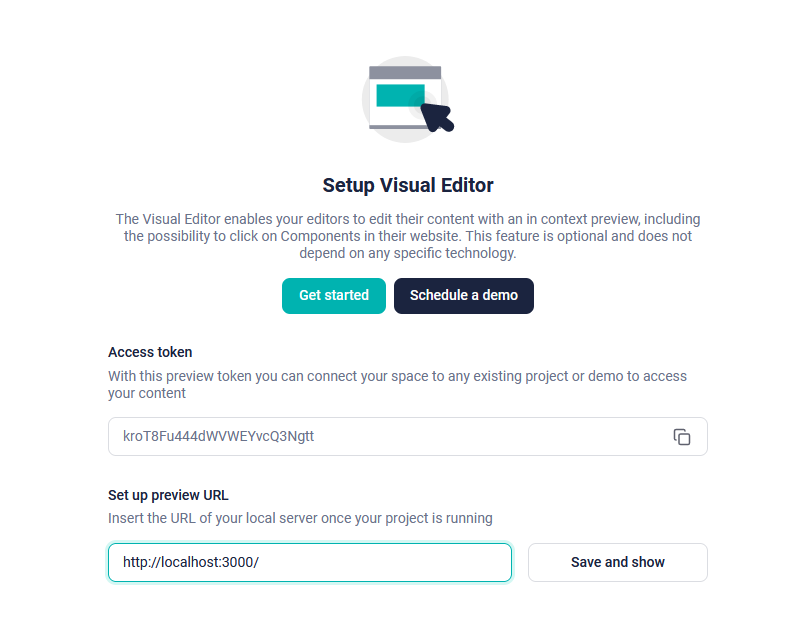 Setup Visual Editor
The Visual Editor enables your editors to edit their content with an in context preview, including
the possibility to click on Components in their website. This feature is optional and does not
depend on any specific technology.
Get started
Schedule a demo
Access token
With this preview token you can connect your space to any existing project or demo to access
your content
kroT8Fu444dWVWEYvcQ3Ngtt
Set up preview URL
Insert the URL of your local server once your project is running
http://localhost:3000/
Save and show